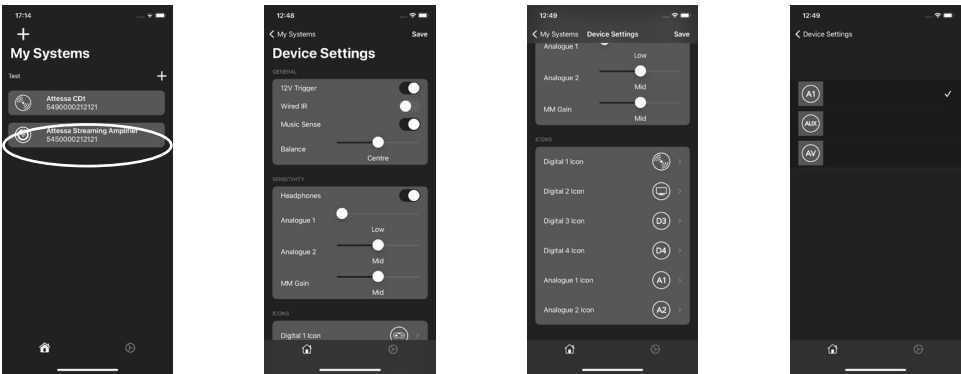 17:14
My Systems
Test
Attessa CDt
5490000212121
Attessa Streaming Amplifier
5450000212121
12:48
My Systems
Save
Device Settings
GENERAL
12V Trigger
Wired IR
Music Sense
Balance
Centre
SENSITIVITY
Headphones
Analogue 1
Low
Analogue 2
Mid
MM Gain
Mid
ICONS
Digital 1 Icon
12:49
My Systems Device Settings Save
Analogue 1
Low
Analogue 2
Mid
MM Gain
Mid
ICONS
Digital 1 Icon
Digital 2 Icon
Digital 3 Icon D3
Digital 4 Icon D4
Analogue 1 Icon A1
Analogue 2 Icon A2
12:49
Device Settings
A1
AUX
AV